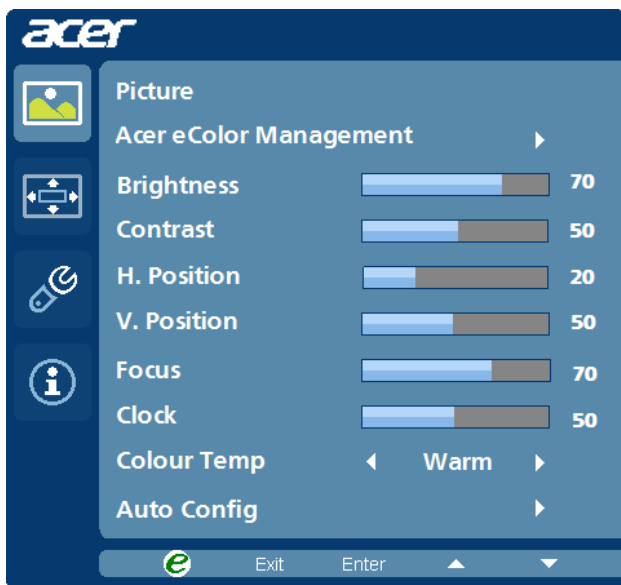 acer
Picture
Acer eColor Management
Brightness 70
Contrast 50
H. Position 20
V. Position 50
Focus 70
Clock 50
Colour Temp Warm
Auto Config
e Exit Enter